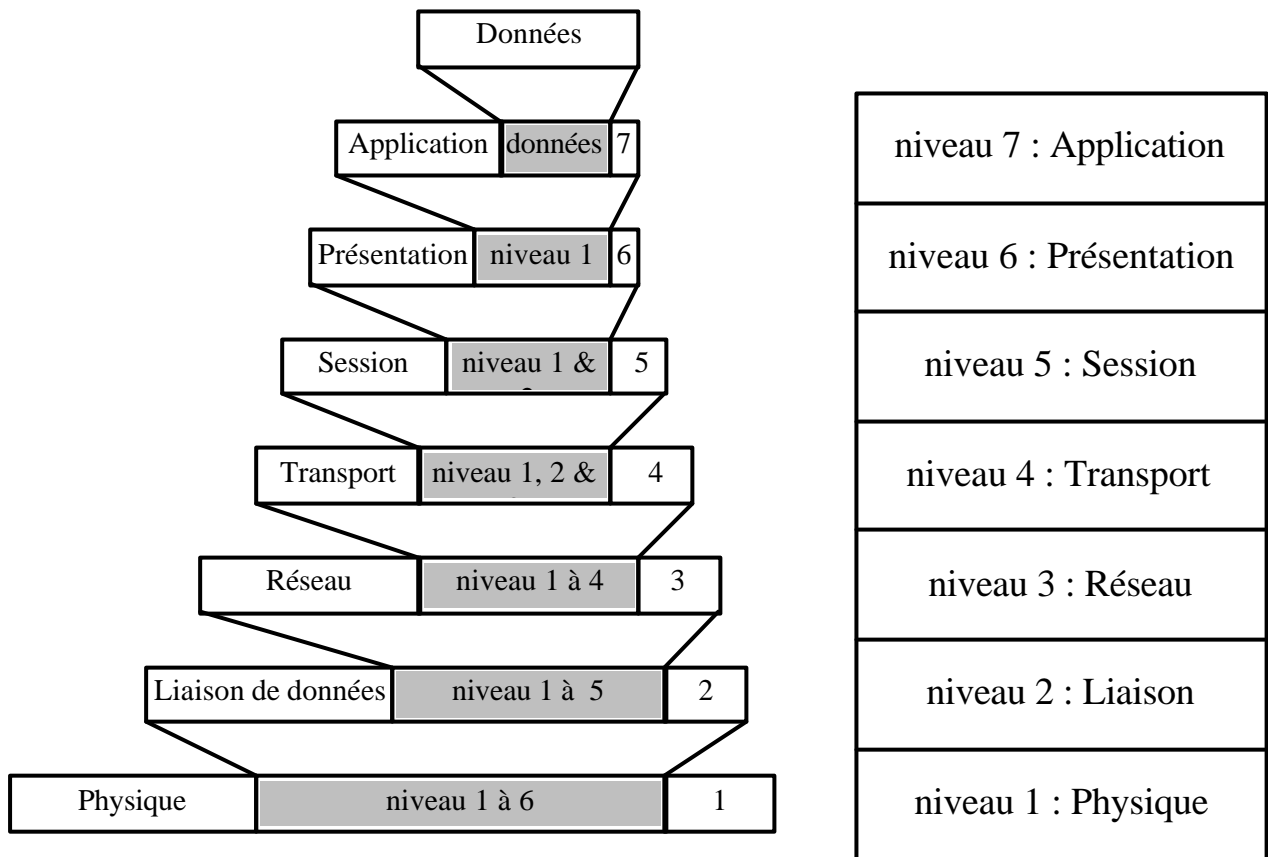 Données
Application données 7
Présentation niveau 1 6
Session niveau 1 & 5
Transport niveau 1, 2 & 4
Réseau niveau 1 à 4 3
Liaison de données niveau 1 à 5 2
Physique niveau 1 à 6 1
niveau 7 : Application
niveau 6 : Présentation
niveau 5 : Session
niveau 4 : Transport
niveau 3 : Réseau
niveau 2 : Liaison
niveau 1 : Physique